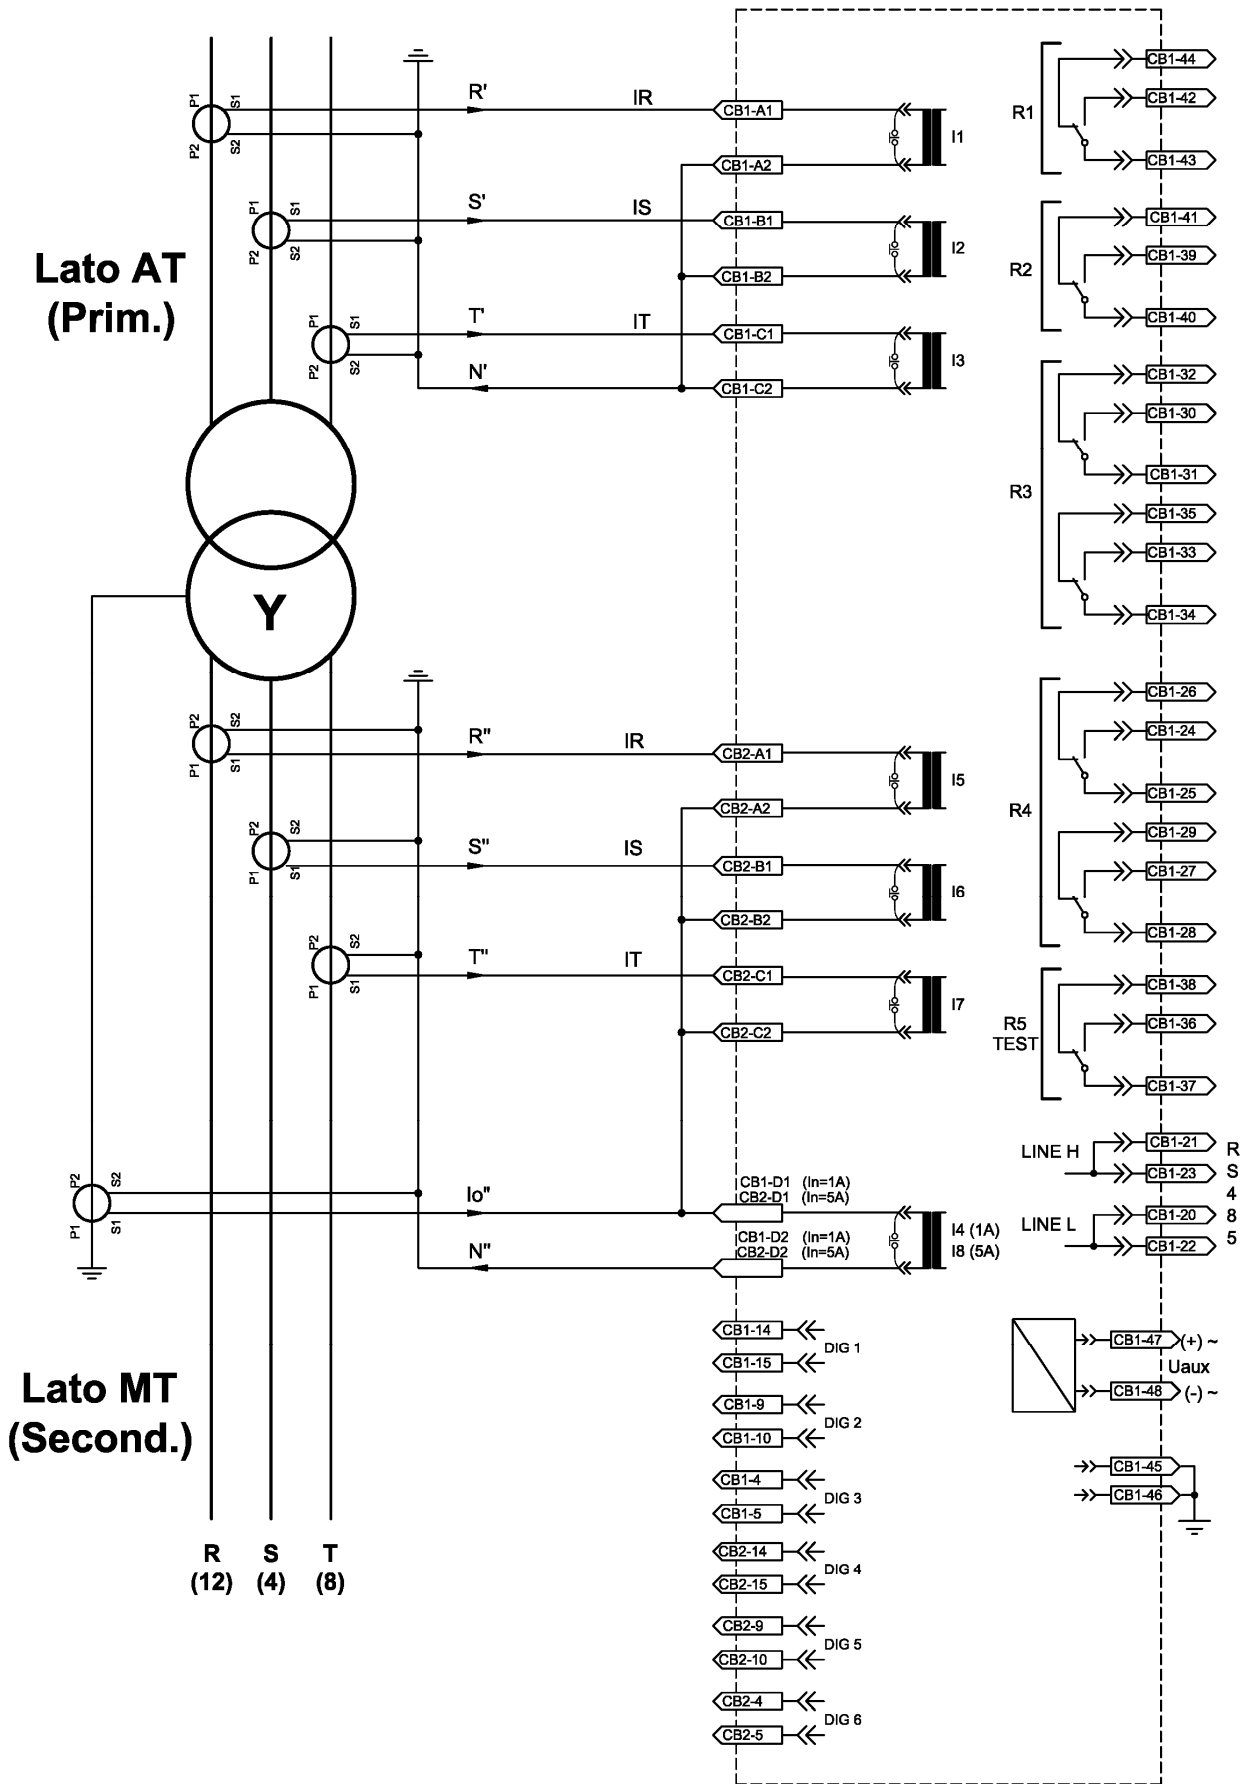 CB1-44
P1
S1
R'
IR
CB1-A1
CB1-42
R1
I1
P2
S2
CB1-A2
CB1-43
P1
S1
S'
IS
CB1-B1
CB1-41
I2
P2
S2
CB1-39
R2
Lato AT
(Prim.)
CB1-B2
CB1-40
P1
S1
T'
IT
CB1-C1
I3
P2
S2
N'
CB1-C2
CB1-32
CB1-30
CB1-31
R3
CB1-35
CB1-33
CB1-34
Y
P2
S2
R"
IR
CB2-A1
CB1-26
CB1-24
I5
P1
S1
CB2-A2
CB1-25
R4
P2
S2
S"
IS
CB2-B1
CB1-29
CB1-27
I6
P1
S1
CB2-B2
CB1-28
P2
S2
T"
IT
CB2-C1
CB1-38
I7
P1
S1
CB2-C2
R5
TEST
CB1-36
CB1-37
LINE H
CB1-21
CB1-23
LINE L
CB1-20
CB1-22
R
S
4
8
5
P2
S2
P1
S1
Io"
CB1-D1 (In=1A)
CB2-D1 (In=5A)
CB1-D2 (In=1A)
CB2-D2 (In=5A)
I4 (1A)
I8 (5A)
N"
CB1-14
DIG 1
CB1-15
CB1-47
(+) ~
Uaux
CB1-48
(-) ~
Lato MT
(Second.)
CB1-9
DIG 2
CB1-10
CB1-45
CB1-46
CB1-4
DIG 3
CB1-5
R
S
T
(12)
(4)
(8)
CB2-14
DIG 4
CB2-15
CB2-9
DIG 5
CB2-10
CB2-4
DIG 6
CB2-5